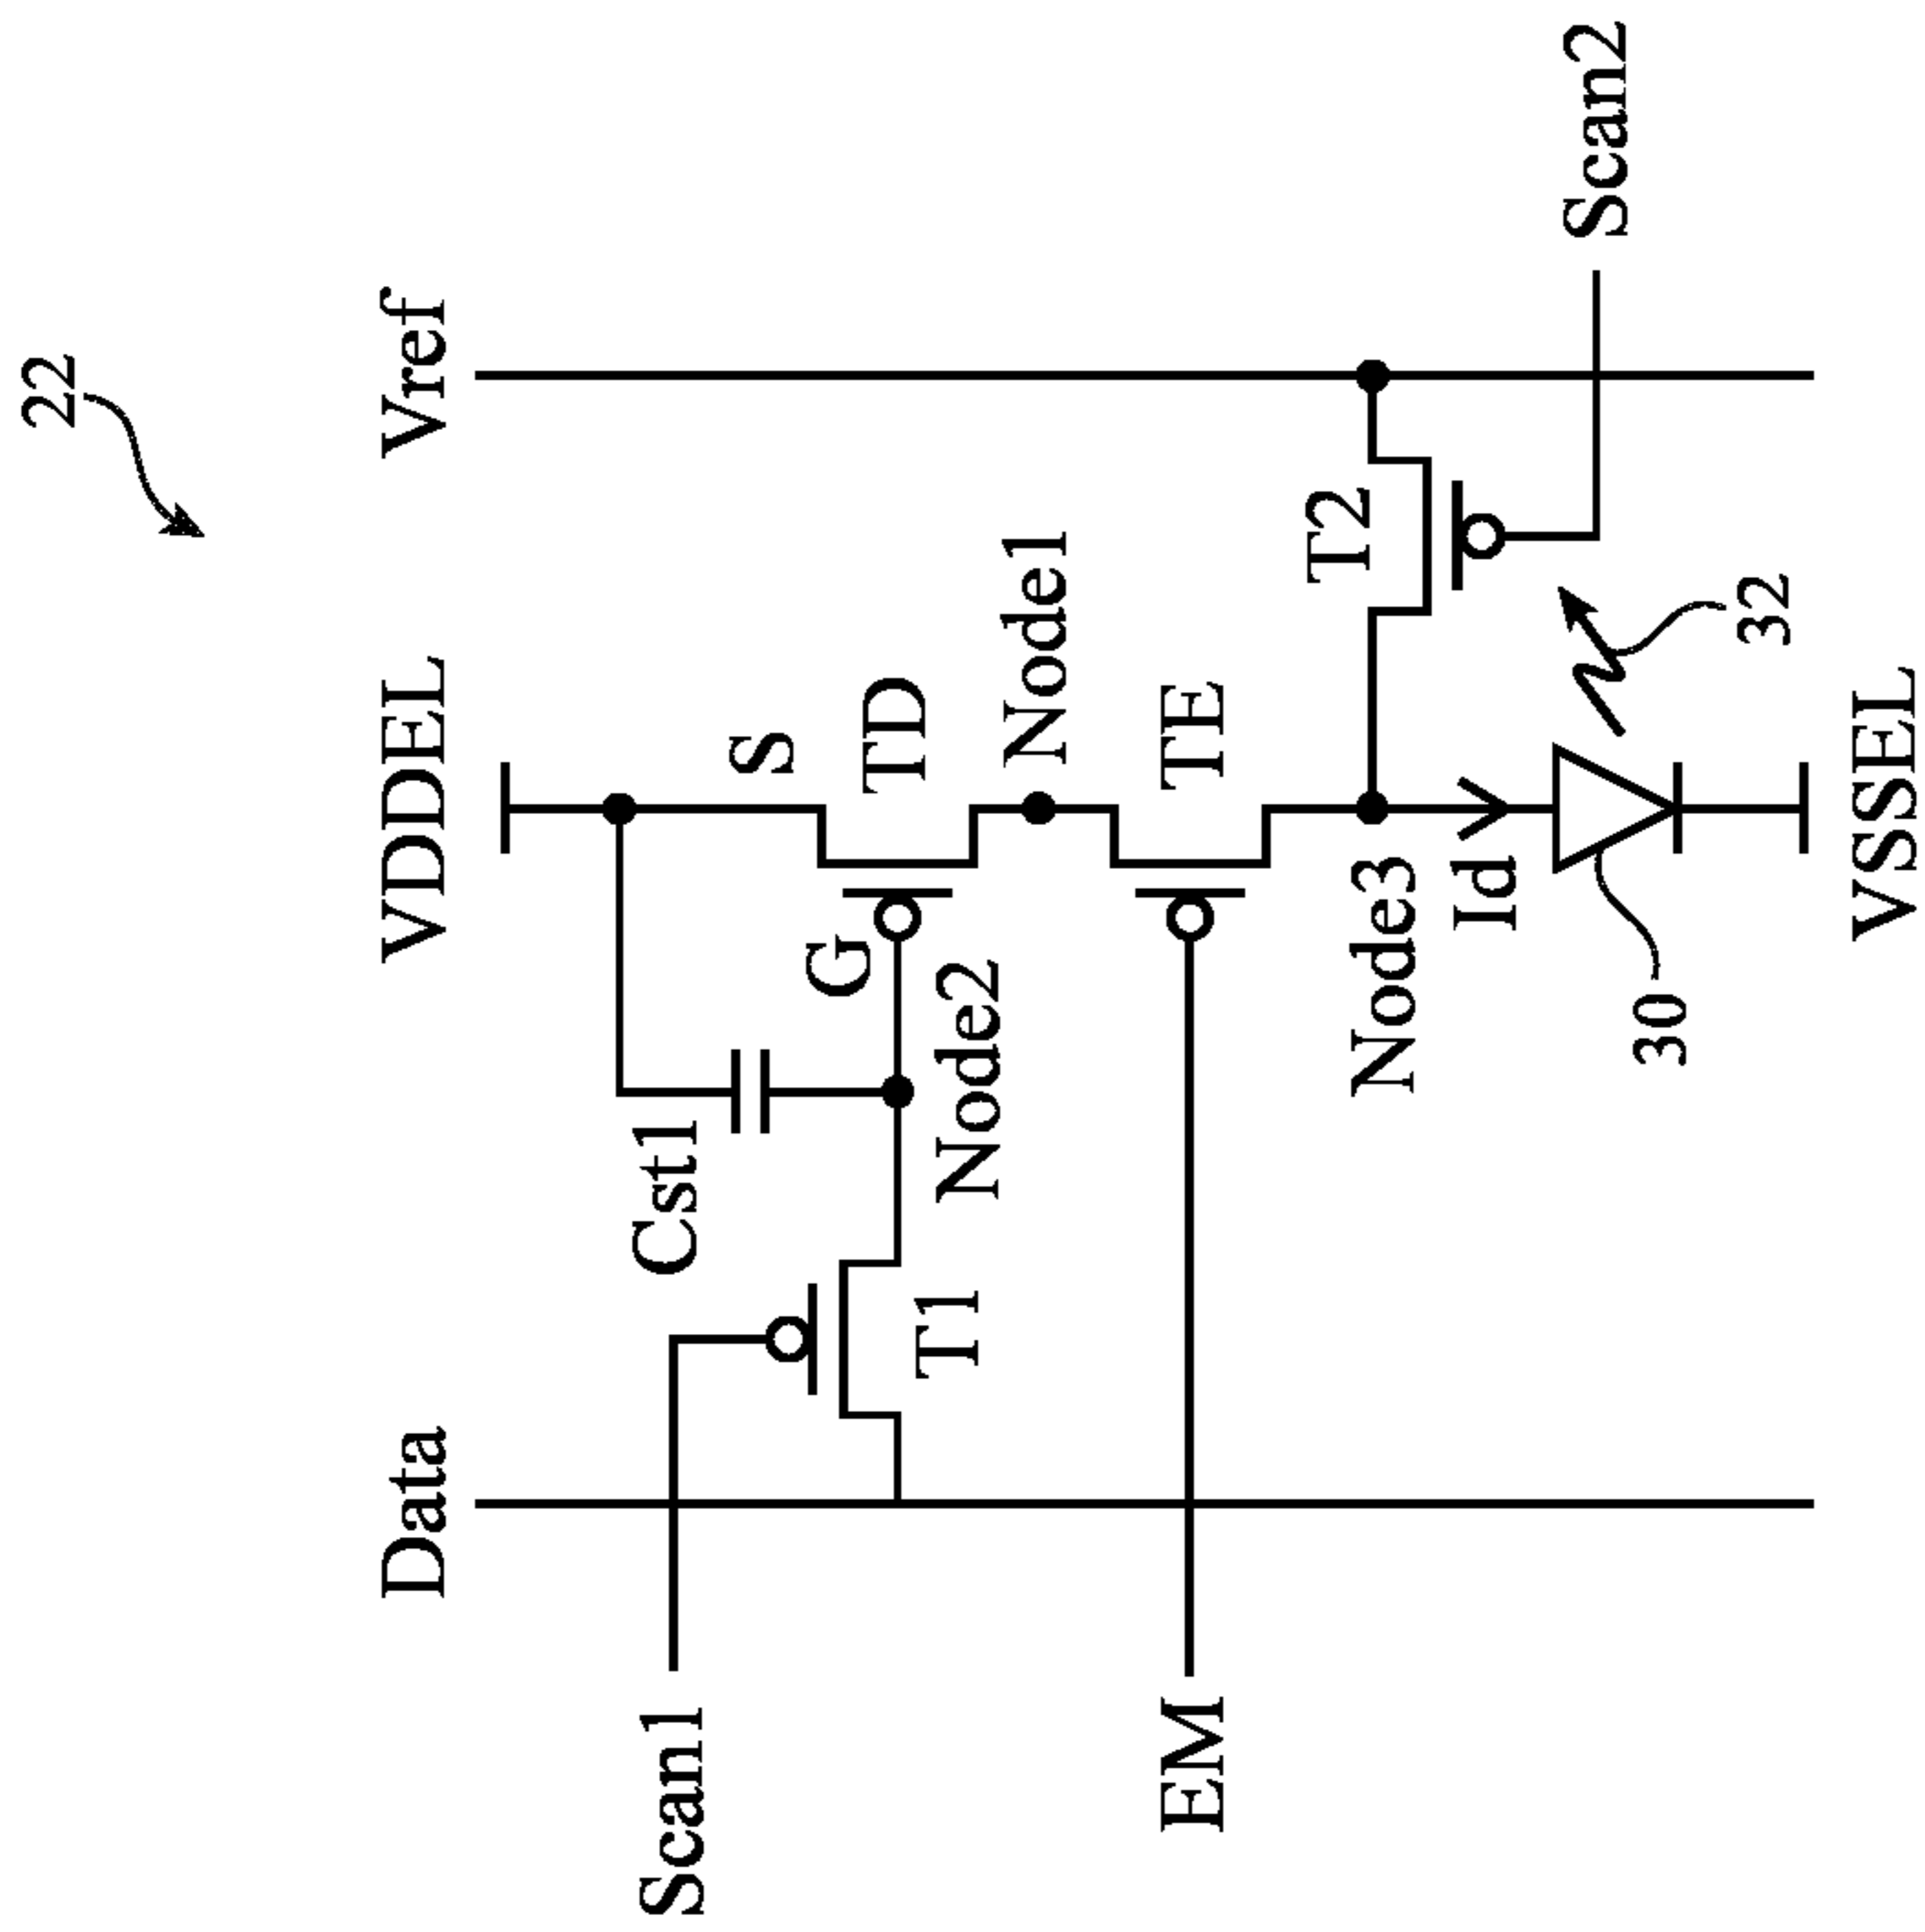 22
Data
VDDEL
Vref
Scan1
Cst1
S
G
TD
T1
Node2
Node1
EM
TE
T2
Node3
Id
Scan2
30
32
VSSEL